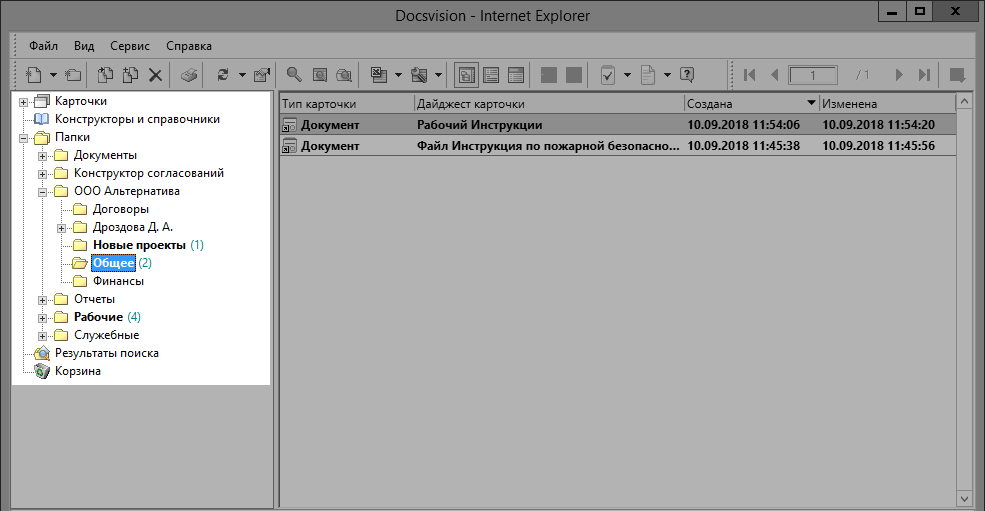 Docsvision - Internet Explorer
Файл Вид Сервис Справка
1 / 1
Карточки
Конструкторы и справочники
Папки
Документы
Конструктор согласований
ООО Альтернатива
Договоры
Дроздова Д. А.
Новые проекты (1)
Общее (2)
Финансы
Отчеты
Рабочие (4)
Служебные
Результаты поиска
Корзина
Тип карточки Дайджест карточки Создана Изменена
Документ Рабочий Инструкции 10.09.2018 11:54:06 10.09.2018 11:54:20
Документ Файл Инструкция по пожарной безопасно... 10.09.2018 11:45:38 10.09.2018 11:45:56